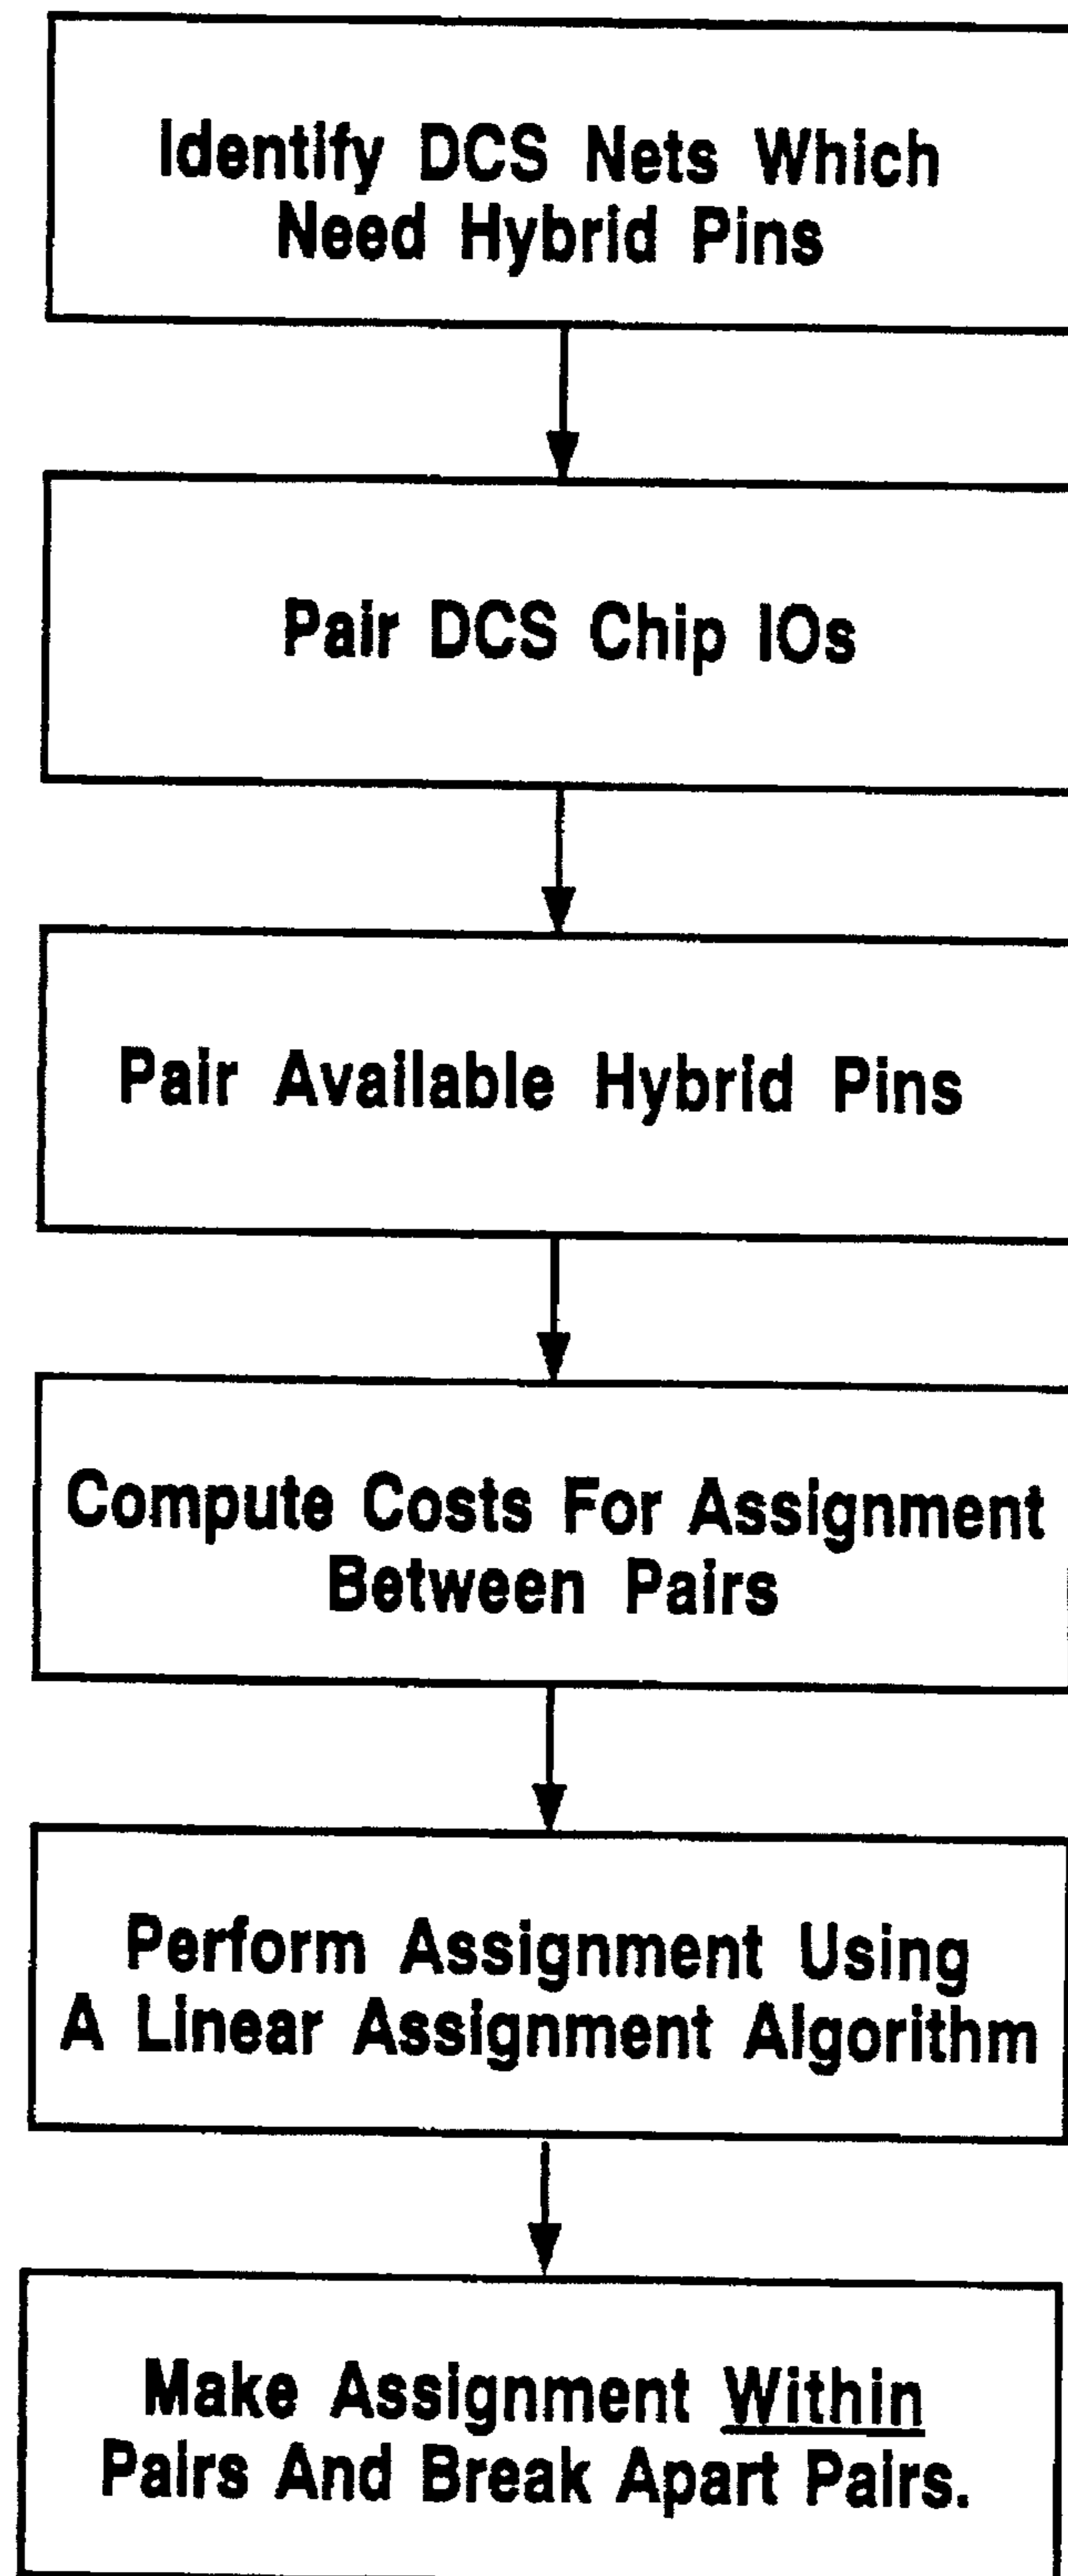 Identify DCS Nets Which
Need Hybrid Pins
Pair DCS Chip IOs
Pair Available Hybrid Pins
Compute Costs For Assignment
Between Pairs
Perform Assignment Using
A Linear Assignment Algorithm
Make Assignment Within
Pairs And Break Apart Pairs.